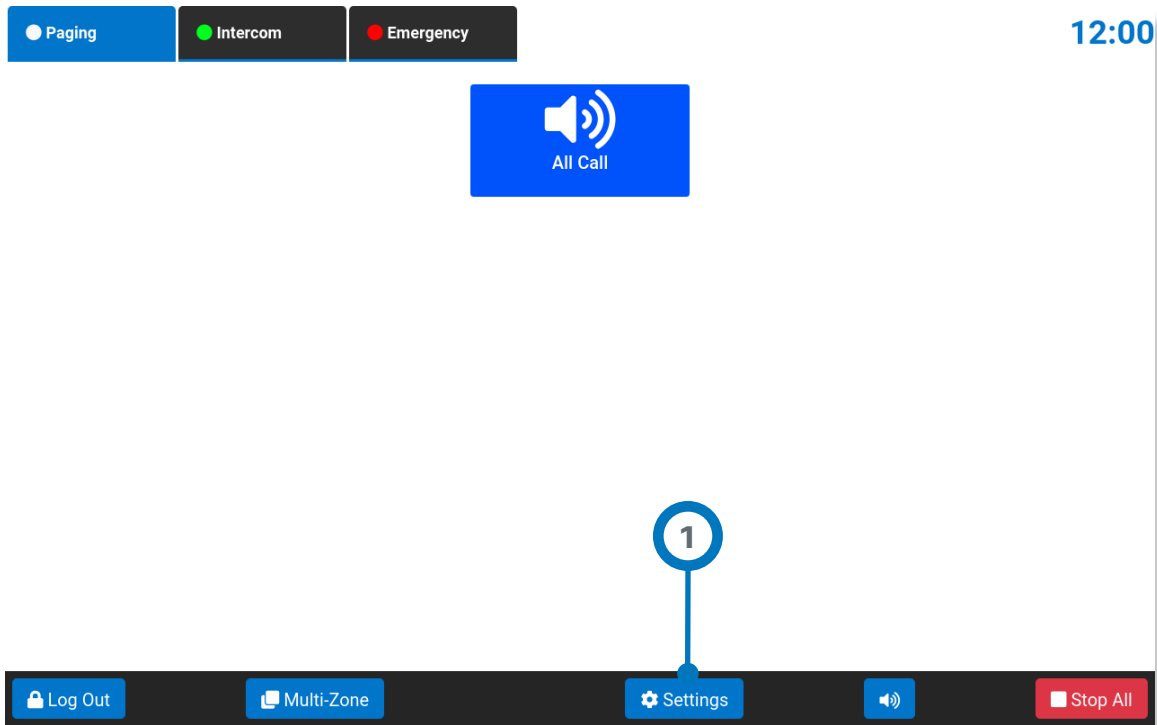 Paging
Intercom
Emergency
12:00
All Call
1
Log Out
Multi-Zone
Settings
Stop All